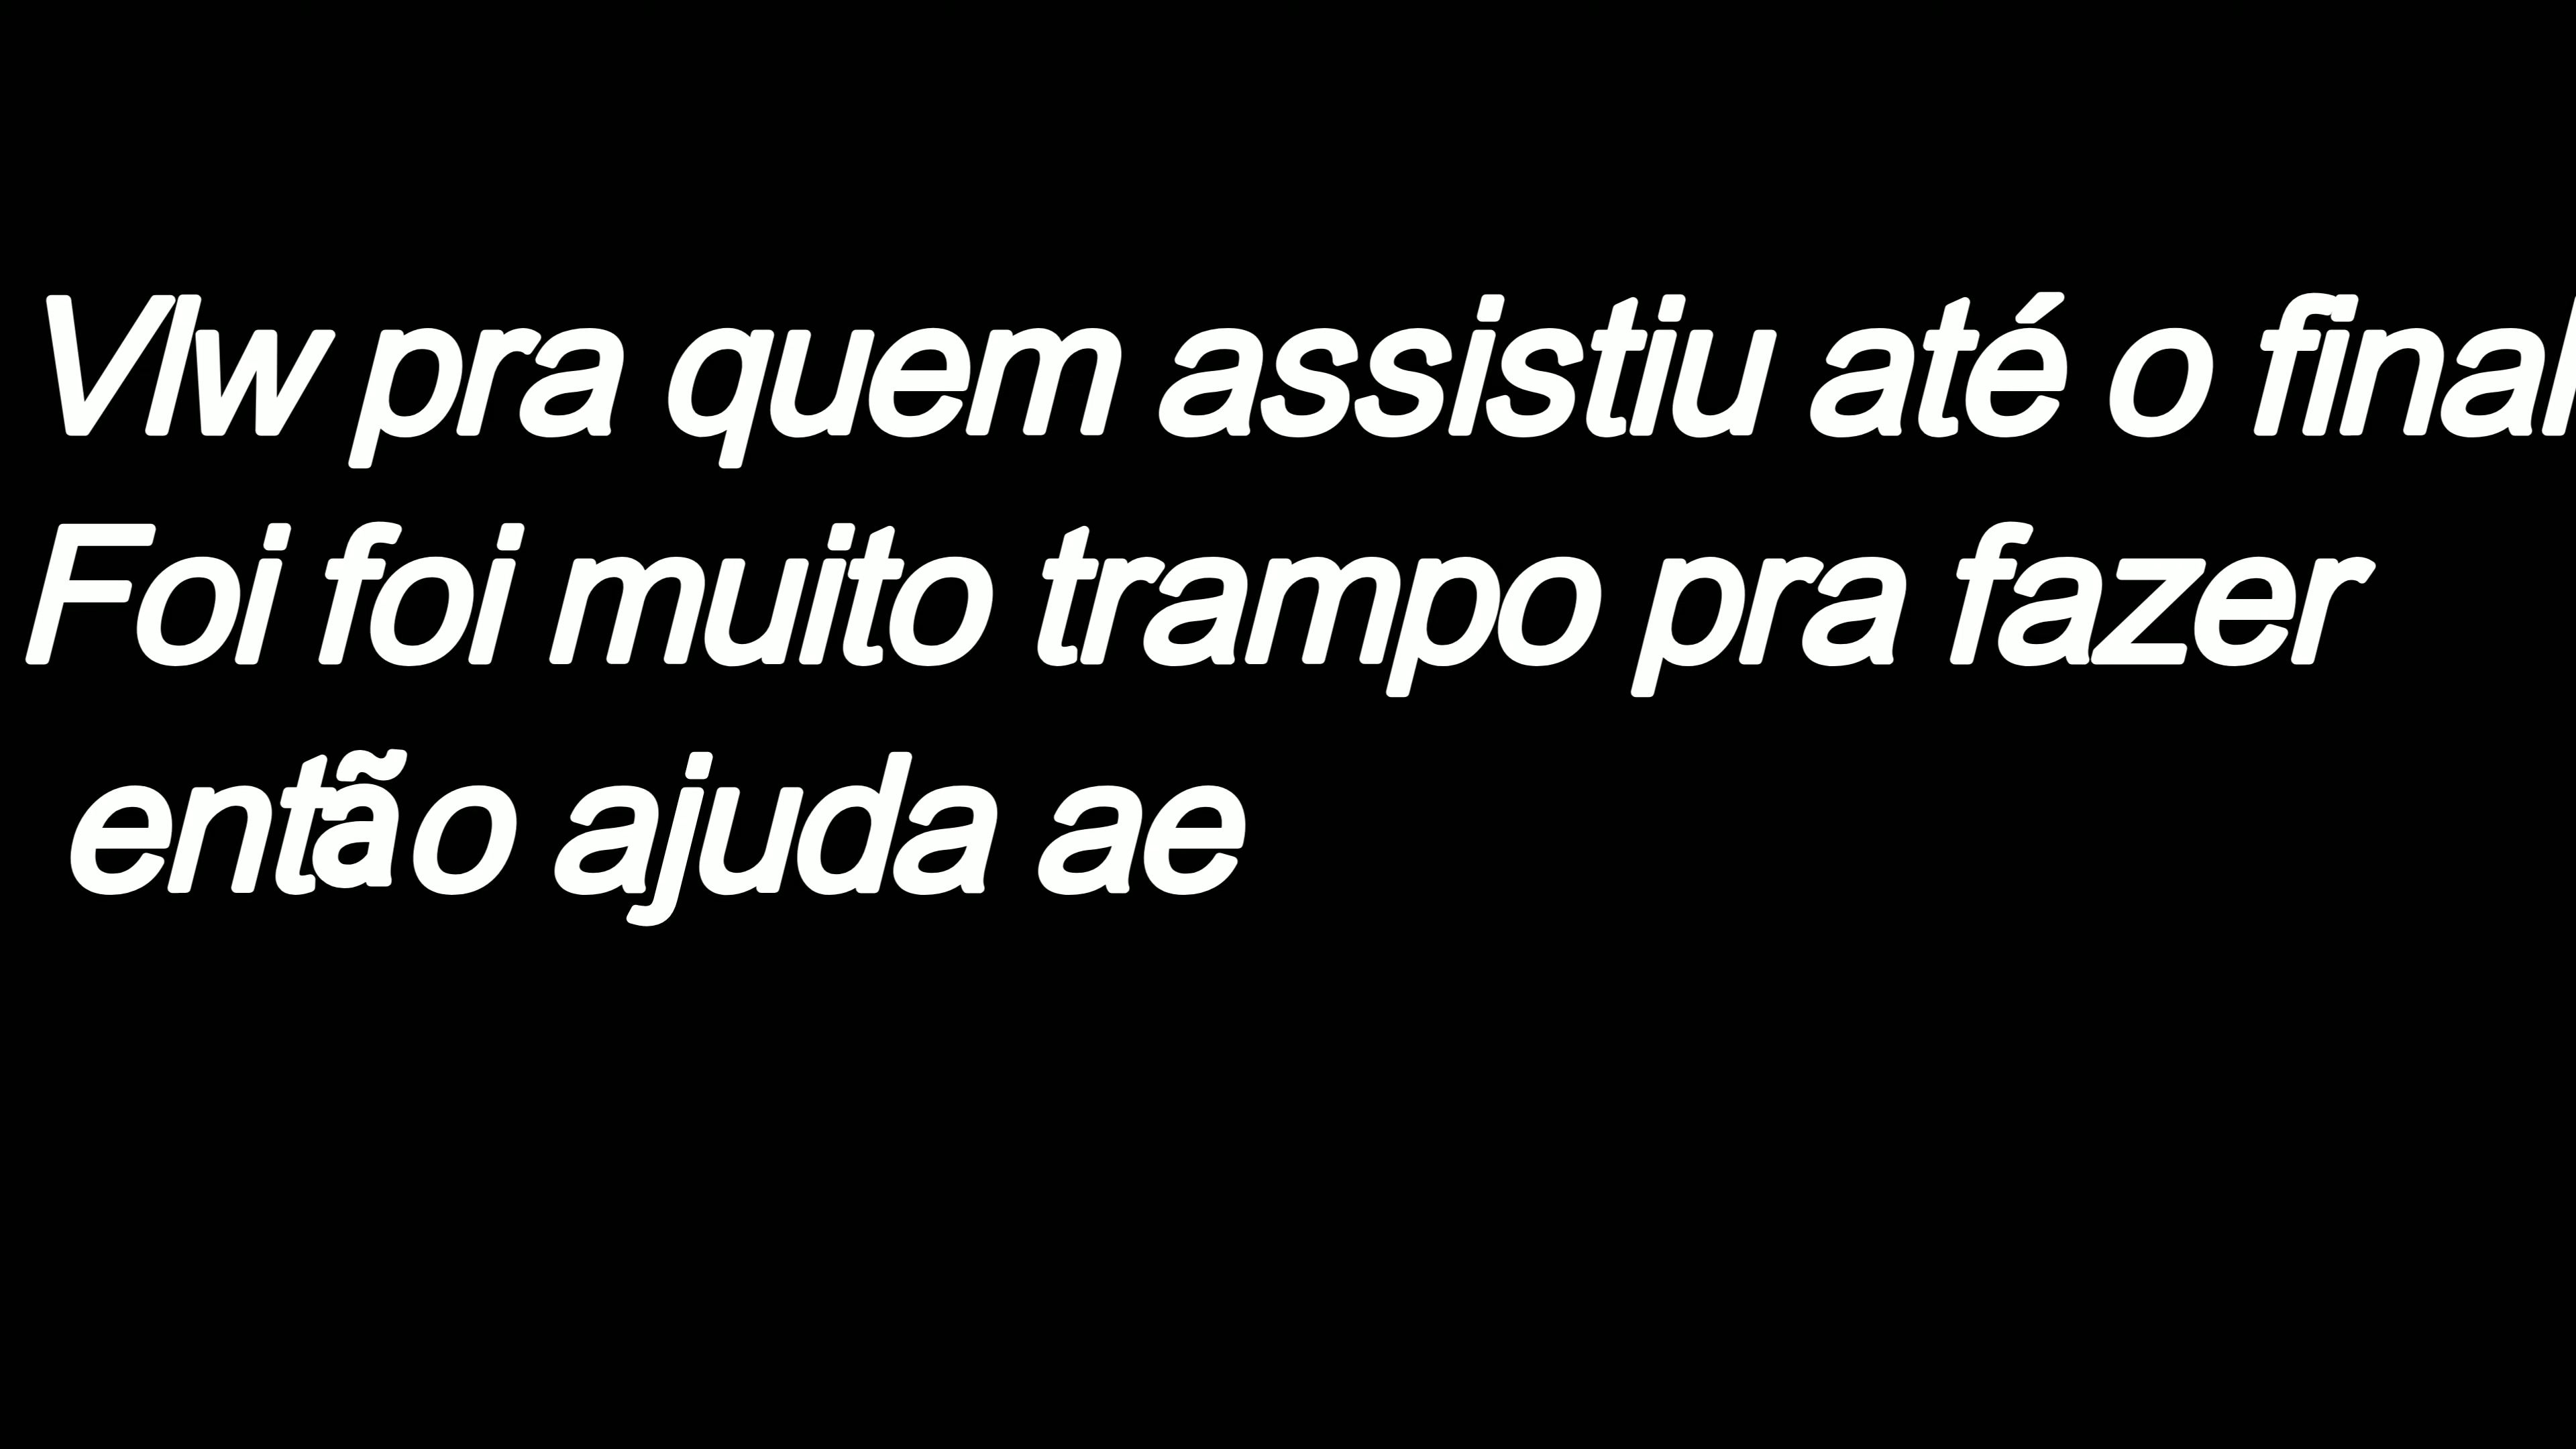 Vlw pra quem assistiu até o final
Foi foi muito trampo pra fazer
então ajuda ae